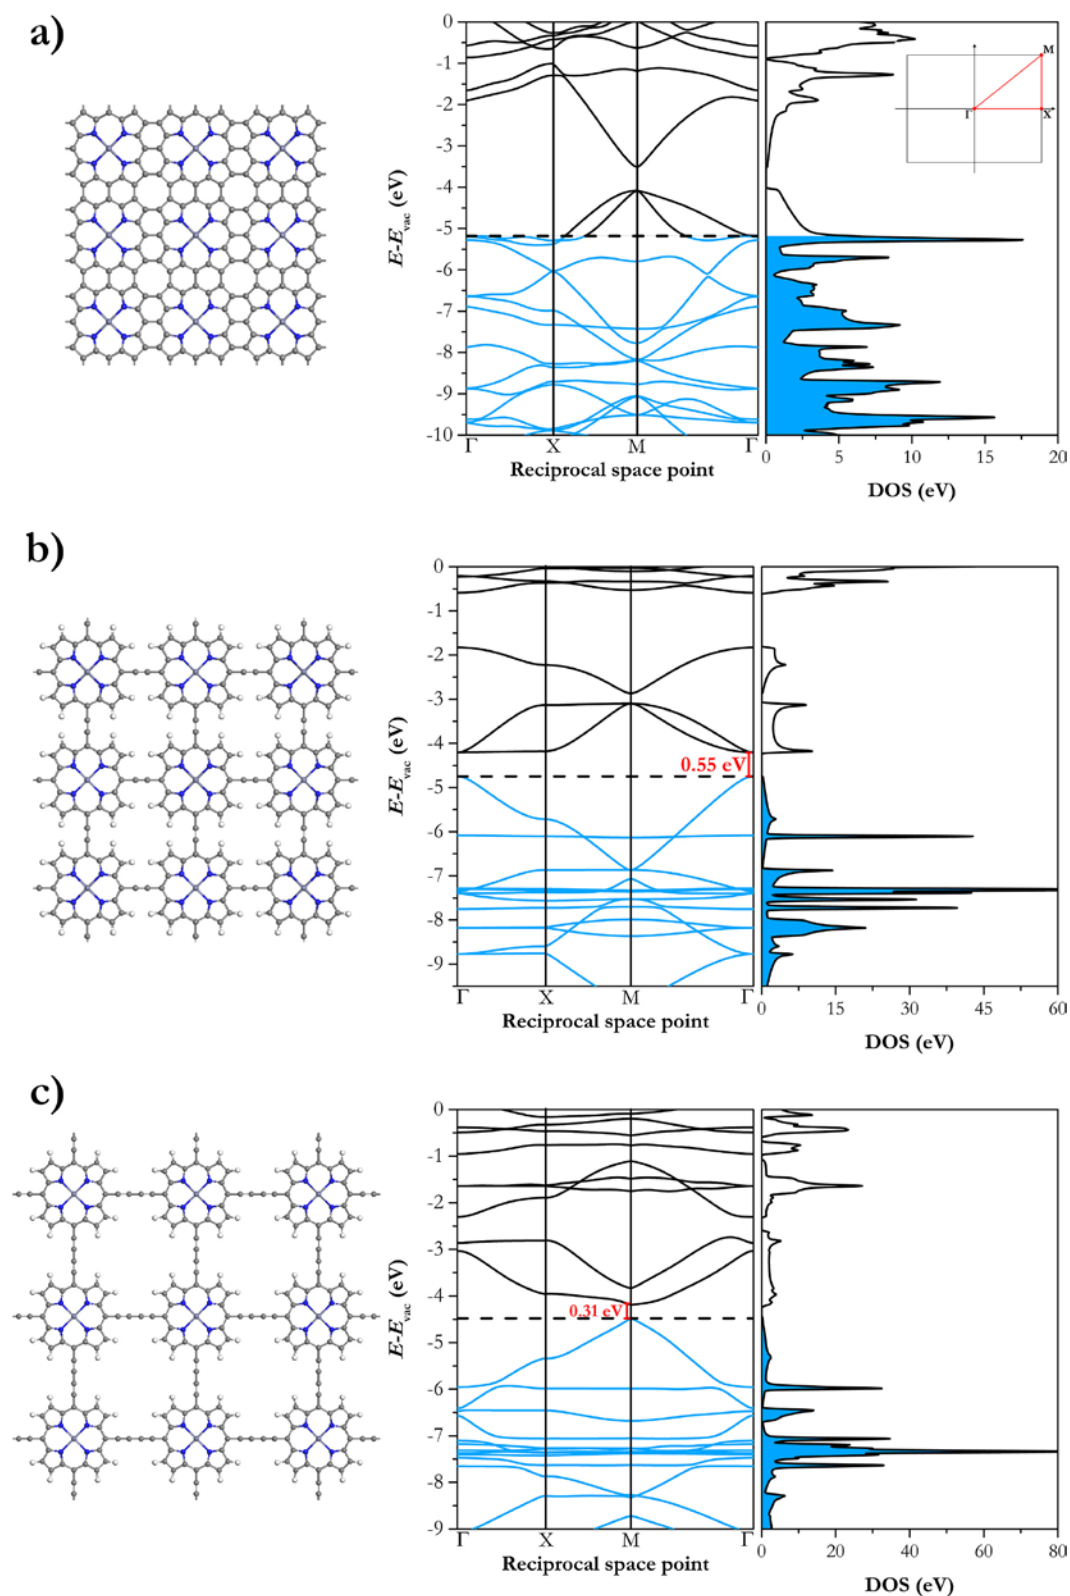 a)
0
-1
-2
-3
-4
-5
-6
-7
-8
-9
-10
E-Evac (eV)
Γ X M Γ
Reciprocal space point
M
Γ X
0 5 10 15 20
DOS (eV)
b)
0
-1
-2
-3
-4
-5
-6
-7
-8
-9
E-Evac (eV)
0.55 eV
Γ X M Γ
Reciprocal space point
0 15 30 45 60
DOS (eV)
c)
0
-1
-2
-3
-4
-5
-6
-7
-8
-9
E-Evac (eV)
0.31 eV
Γ X M Γ
Reciprocal space point
0 20 40 60 80
DOS (eV)